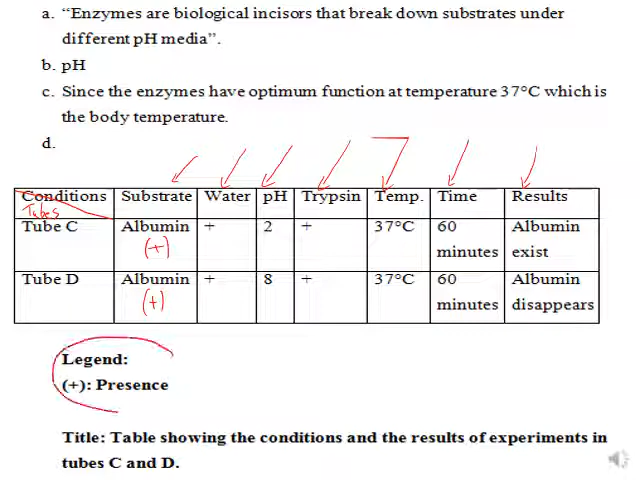 a. "Enzymes are biological incisors that break down substrates under
different pH media".
b. pH
c. Since the enzymes have optimum function at temperature 37°C which is
the body temperature.
d.
Conditions Substrate Water pH Trypsin Temp. Time Results
Tubes
Tube C Albumin + 2 + 37°C 60 Albumin
(+) minutes exist
Tube D Albumin + 8 + 37°C 60 Albumin
(+) minutes disappears
Legend:
(+): Presence
Title: Table showing the conditions and the results of experiments in
tubes C and D.